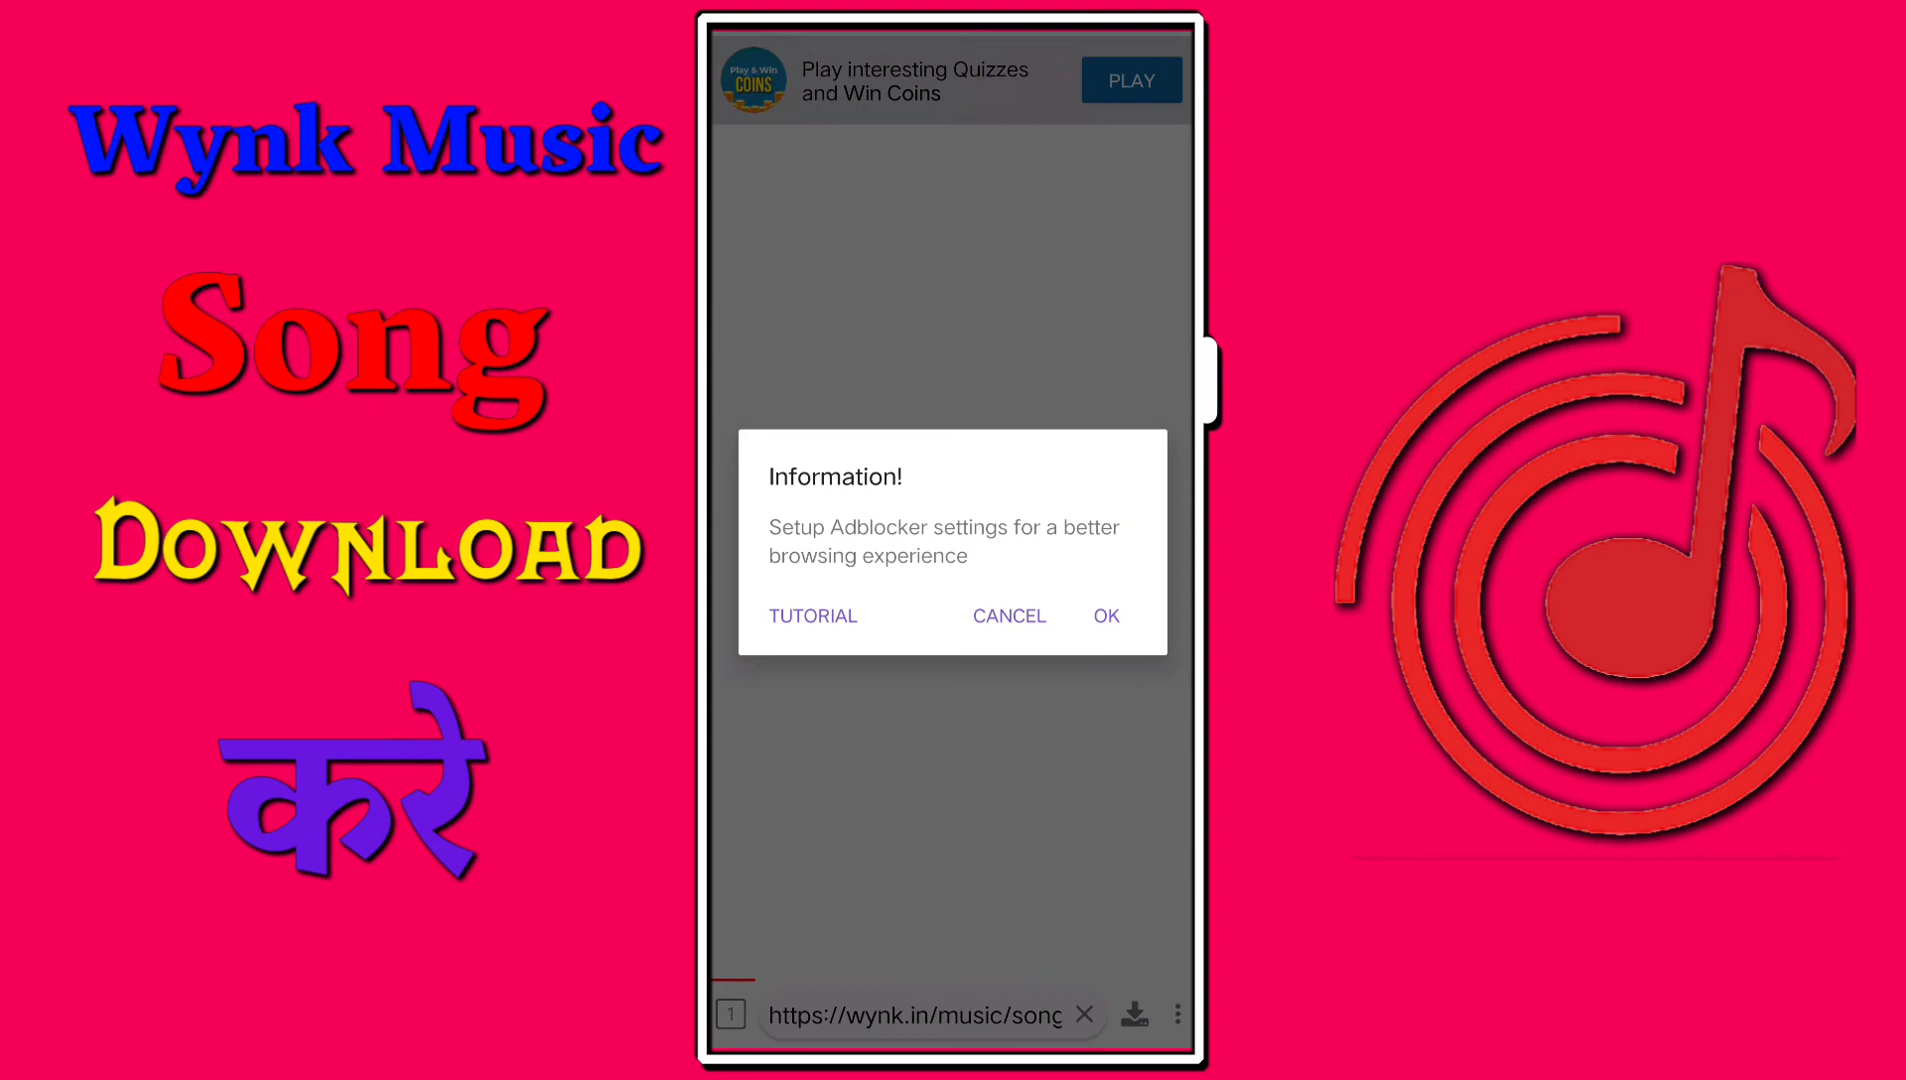 Wynk Music
Song
Download
करे
Play & Win
COINS
Play interesting Quizzes
and Win Coins
PLAY
Information!
Setup Adblocker settings for a better
browsing experience
TUTORIAL
CANCEL
OK
1
https://wynk.in/music/song